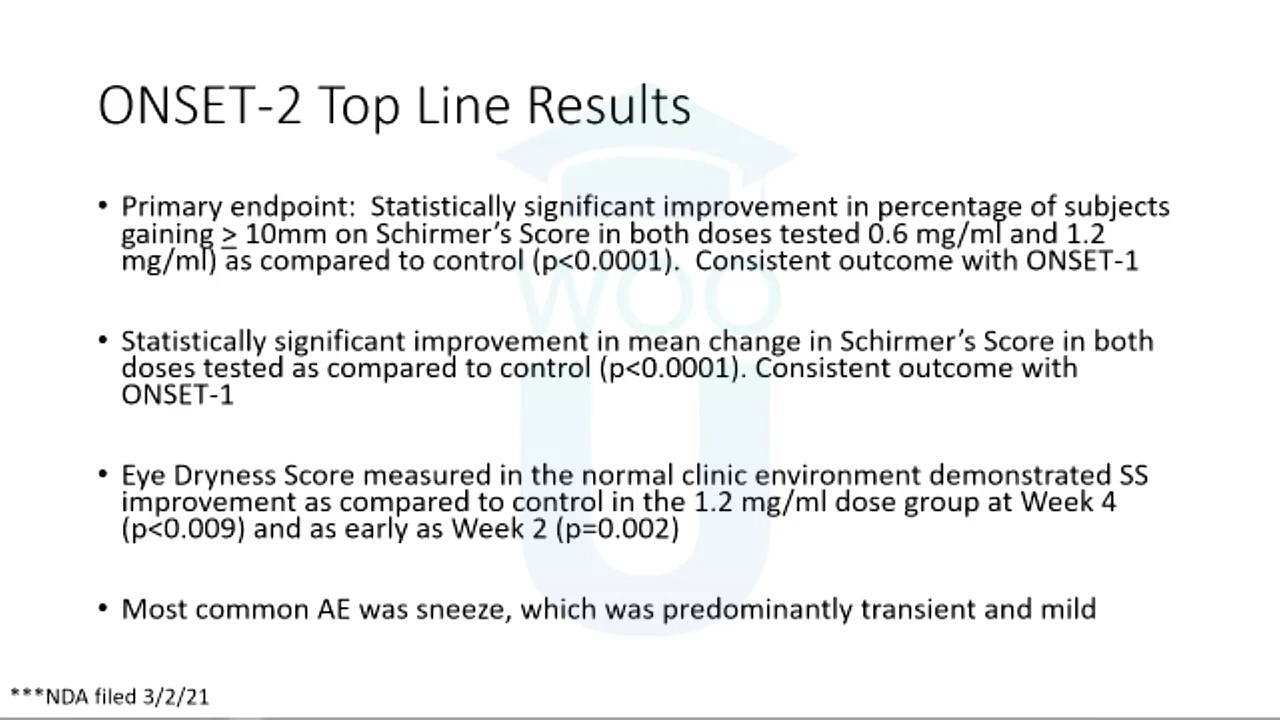 ONSET-2 Top Line Results
• Primary endpoint:  Statistically significant improvement in percentage of subjects
gaining ≥ 10mm on Schirmer’s Score in both doses tested 0.6 mg/ml and 1.2
mg/ml) as compared to control (p<0.0001).  Consistent outcome with ONSET-1
• Statistically significant improvement in mean change in Schirmer’s Score in both
doses tested as compared to control (p<0.0001). Consistent outcome with
ONSET-1
• Eye Dryness Score measured in the normal clinic environment demonstrated SS
improvement as compared to control in the 1.2 mg/ml dose group at Week 4
(p<0.009) and as early as Week 2 (p=0.002)
• Most common AE was sneeze, which was predominantly transient and mild
***NDA filed 3/2/21
WOO
U